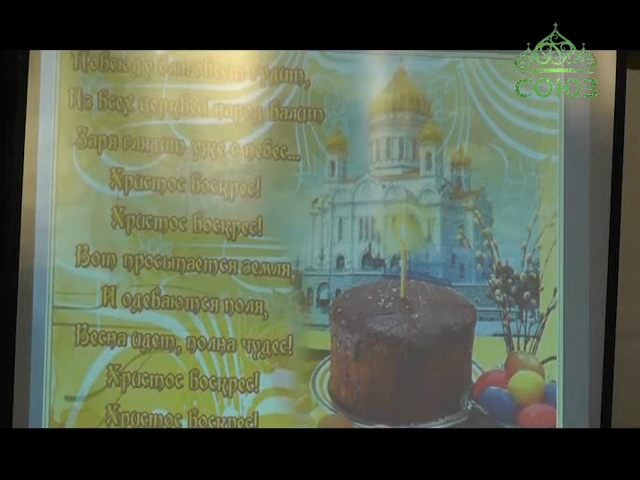 СОЮЗ
Повсюду благовест гудит,
Из всех церквей народ валит
Заря глядит уже с небес...
Христос воскрес!
Христос воскрес!
Вот просыпается земля,
И одеваются поля,
Весна идет, полна чудес!
Христос воскрес!
Христос воскрес!